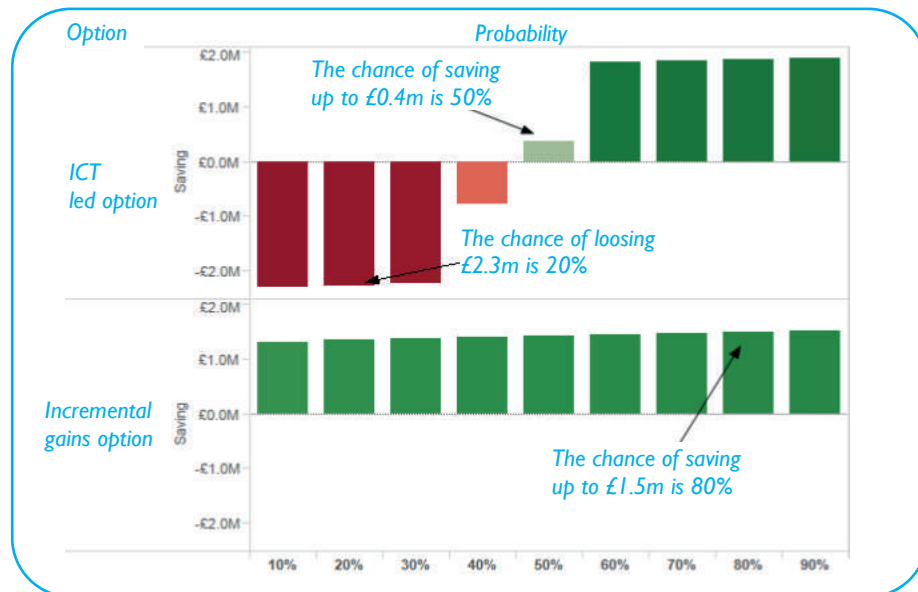 Option
Probability
£2.0M
The chance of saving
up to £0.4m is 50%
£1.0M
ICT
led option
Saving
£0.0M
-£1.0M
The chance of loosing
£2.3m is 20%
-£2.0M
£2.0M
£1.0M
Incremental
gains option
Saving
£0.0M
The chance of saving
up to £1.5m is 80%
-£1.0M
-£2.0M
10% 20% 30% 40% 50% 60% 70% 80% 90%